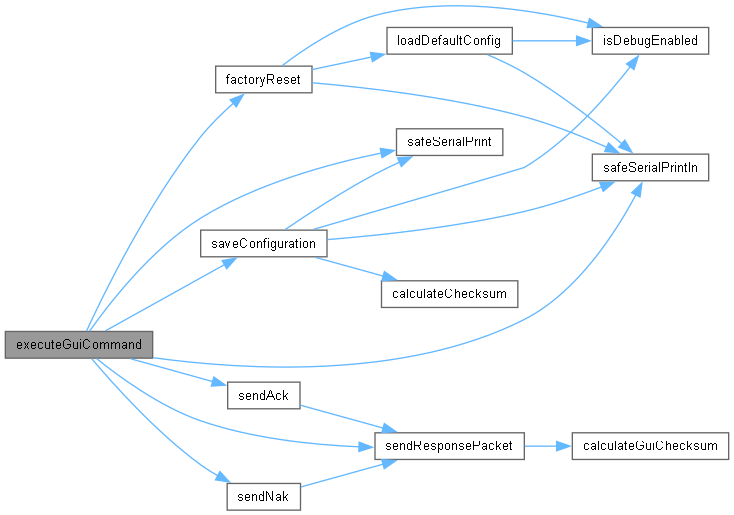 loadDefaultConfig
isDebugEnabled
factoryReset
safeSerialPrint
safeSerialPrintln
saveConfiguration
calculateChecksum
executeGuiCommand
sendAck
sendResponsePacket
calculateGuiChecksum
sendNak